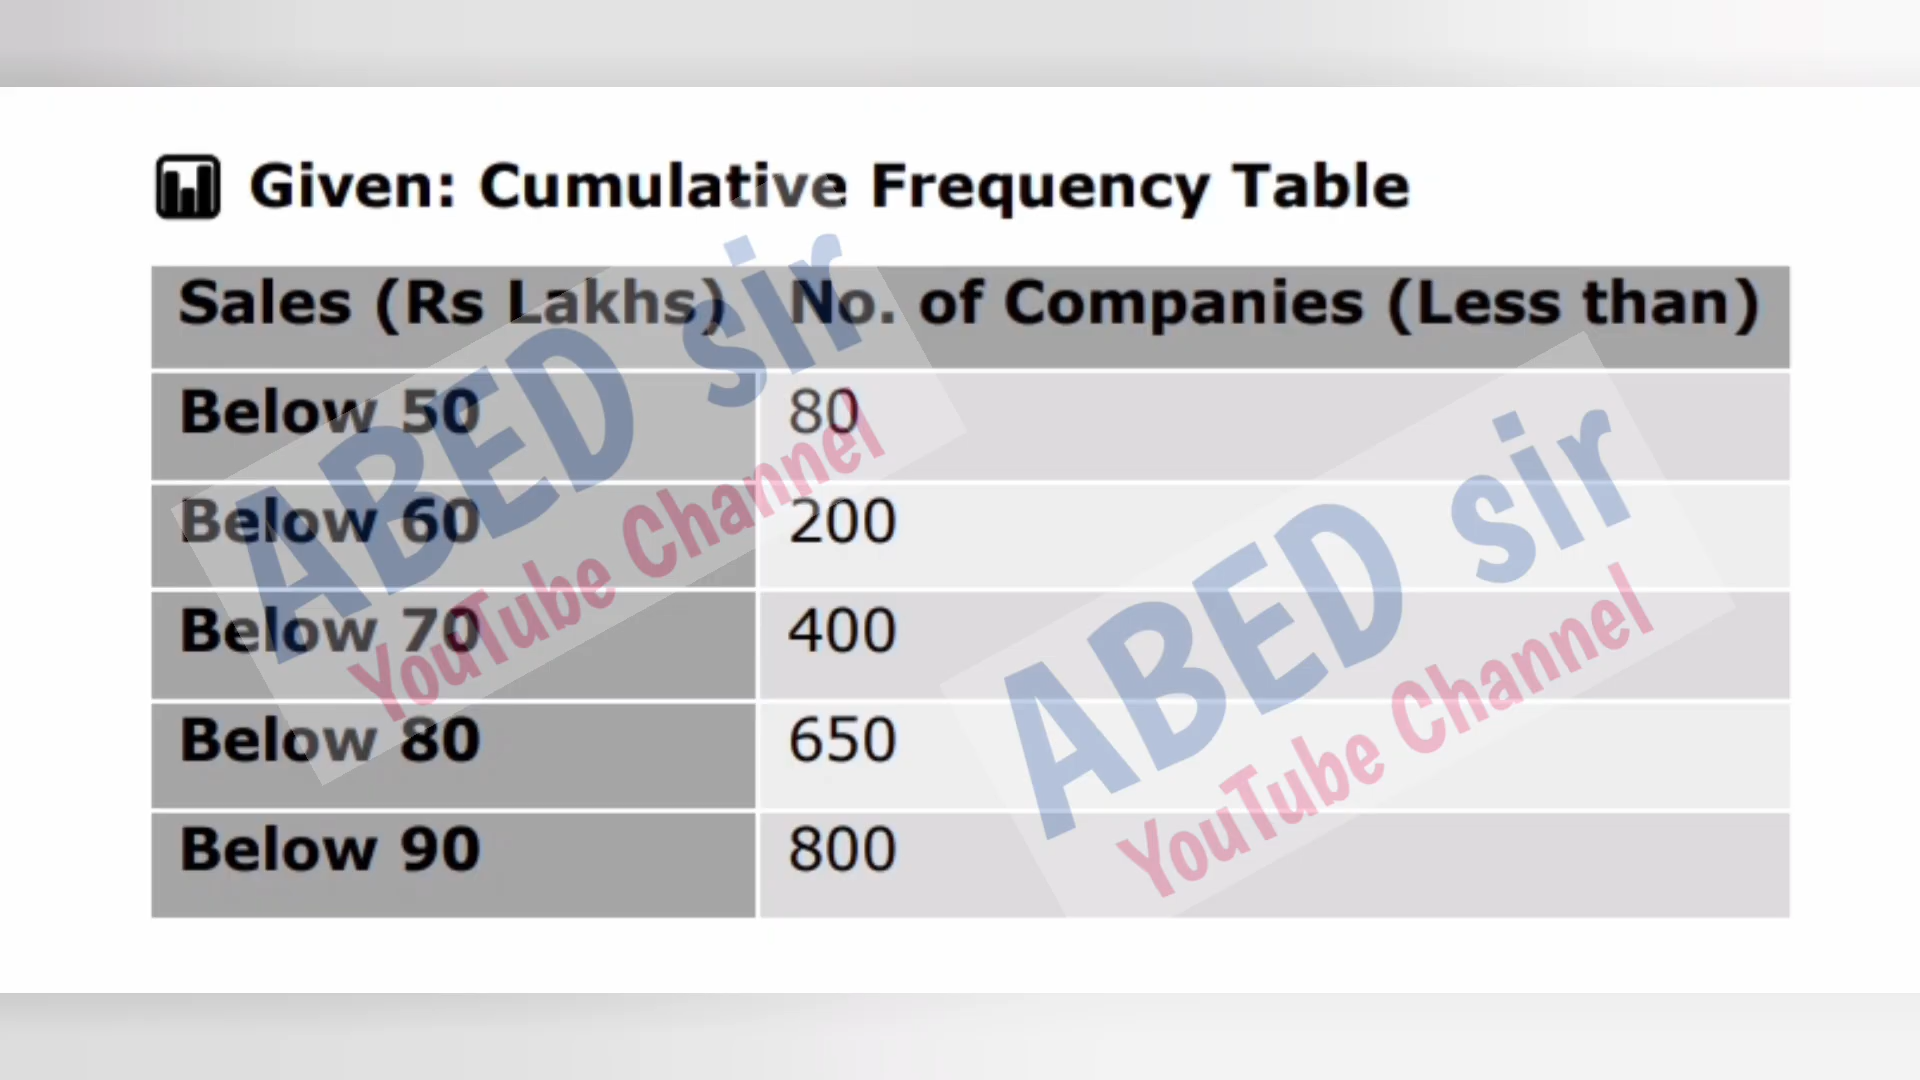 Given: Cumulative Frequency Table
Sales (Rs Lakhs) No. of Companies (Less than)
Below 50 80
Below 60 200
Below 70 400
Below 80 650
Below 90 800
ABED sir
YouTube Channel
ABED sir
YouTube Channel